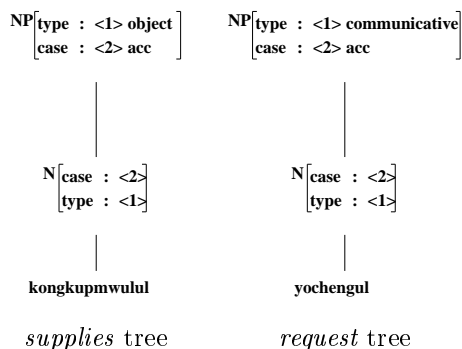 NP[type : <1> object]
case : <2> acc
N[case : <2>]
type : <1>
kongkupmwulul
supplies tree
NP[type : <1> communicative]
case : <2> acc
N[case : <2>]
type : <1>
yochengul
request tree